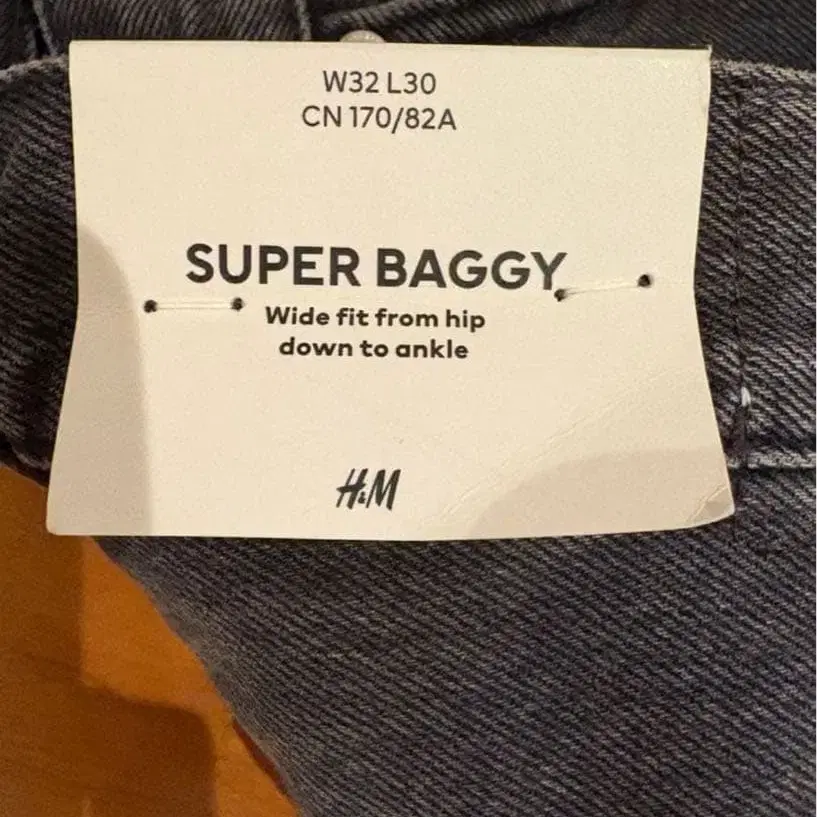 W32 L30
CN 170/82A
SUPER BAGGY
Wide fit from hip
down to ankle
H&M